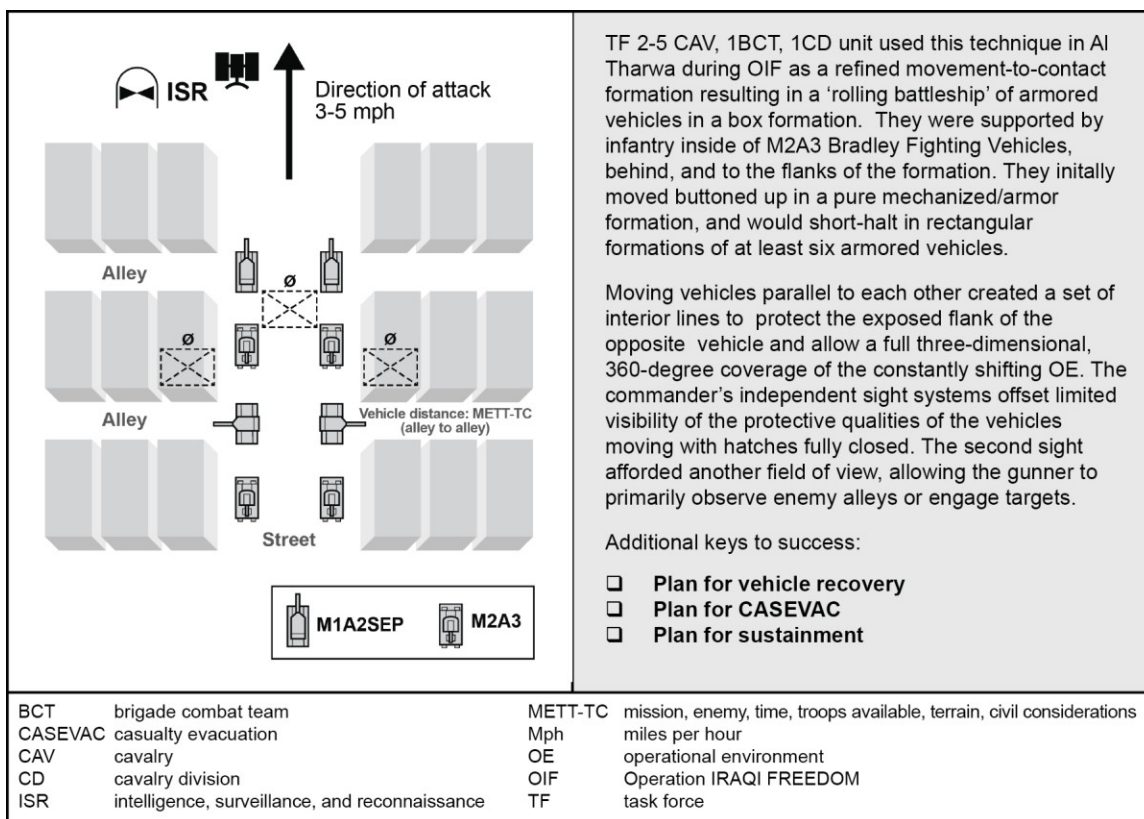 ISR
Direction of attack
3-5 mph
Alley
Ø
Ø
Ø
Alley
Vehicle distance: METT-TC
(alley to alley)
Street
M1A2SEP
M2A3
TF 2-5 CAV, 1BCT, 1CD unit used this technique in Al
Tharwa during OIF as a refined movement-to-contact
formation resulting in a ‘rolling battleship’ of armored
vehicles in a box formation. They were supported by
infantry inside of M2A3 Bradley Fighting Vehicles,
behind, and to the flanks of the formation. They initally
moved buttoned up in a pure mechanized/armor
formation, and would short-halt in rectangular
formations of at least six armored vehicles.
Moving vehicles parallel to each other created a set of
interior lines to protect the exposed flank of the
opposite vehicle and allow a full three-dimensional,
360-degree coverage of the constantly shifting OE. The
commander’s independent sight systems offset limited
visibility of the protective qualities of the vehicles
moving with hatches fully closed. The second sight
afforded another field of view, allowing the gunner to
primarily observe enemy alleys or engage targets.
Additional keys to success:
❑ Plan for vehicle recovery
❑ Plan for CASEVAC
❑ Plan for sustainment
BCT brigade combat team
CASEVAC casualty evacuation
CAV cavalry
CD cavalry division
ISR intelligence, surveillance, and reconnaissance
METT-TC mission, enemy, time, troops available, terrain, civil considerations
Mph miles per hour
OE operational environment
OIF Operation IRAQI FREEDOM
TF task force